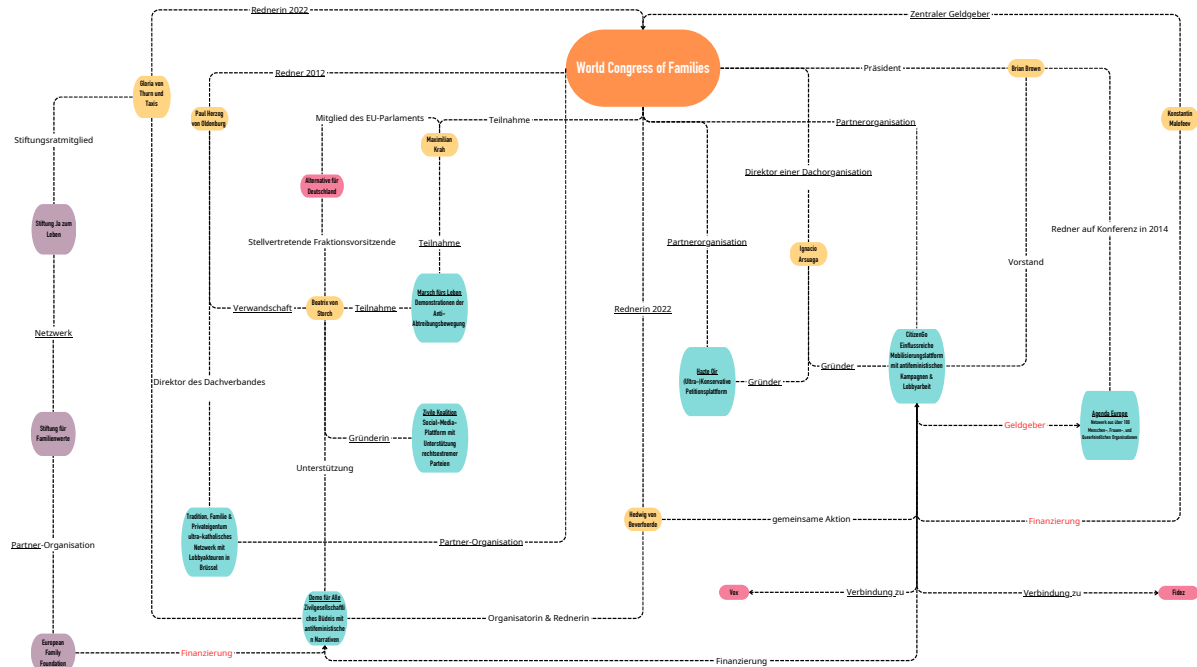 Rednerin 2022
Zentraler Geldgeber
World Congress of Families
Redner 2012
Präsident
Brian Brown
Gloria von
Thurn und
Taxis
Paul Herzog
von Oldenburg
Mitglied des EU-Parlaments
Teilnahme
Partnerorganisation
Konstantin
Malofeev
Stiftungsratmitglied
Maximilian
Krah
Direktor einer Dachorganisation
Alternative für
Deutschland
Stiftung Ja zum
Leben
Stellvertretende Fraktionsvorsitzende
Teilnahme
Partnerorganisation
Ignacio
Arsuaga
Redner auf Konferenz in 2014
Vorstand
Marsch fürs Leben
Demonstrationen der
Anti-
Abtreibungsbewegung
Verwandschaft
Beatrix von
Storch
Teilnahme
Rednerin 2022
Netzwerk
CitizenGo
Einflussreiche
Mobilisierungsplattform
mit antifeministischen
Kampagnen &
Lobbyarbeit
Hazte Oir
(Ultra-)Konservative
Petitionsplattform
Gründer
Gründer
Direktor des Dachverbandes
Stiftung für
Familienwerte
Zivile Koalition
Social-Media-
Plattform mit
Unterstützung
rechtsextremer
Parteien
Gründerin
Geldgeber
Agenda Europe
Netzwerk aus über 100
Menschen-, Frauen-, und
Queerfeindlichen Organisationen
Unterstützung
Tradition, Familie &
Privateigentum
ultra-katholisches
Netzwerk mit
Lobbyakteuren in
Brüssel
Partner-Organisation
Hedwig von
Beverfoerde
gemeinsame Aktion
Finanzierung
Partner-Organisation
Vox
Verbindung zu
Verbindung zu
Fidez
Demo für Alle
Zivilgesellschaftli
ches Büdnis mit
antifeministische
n Narrativen
Organisatorin & Rednerin
European
Family
Foundation
Finanzierung
Finanzierung